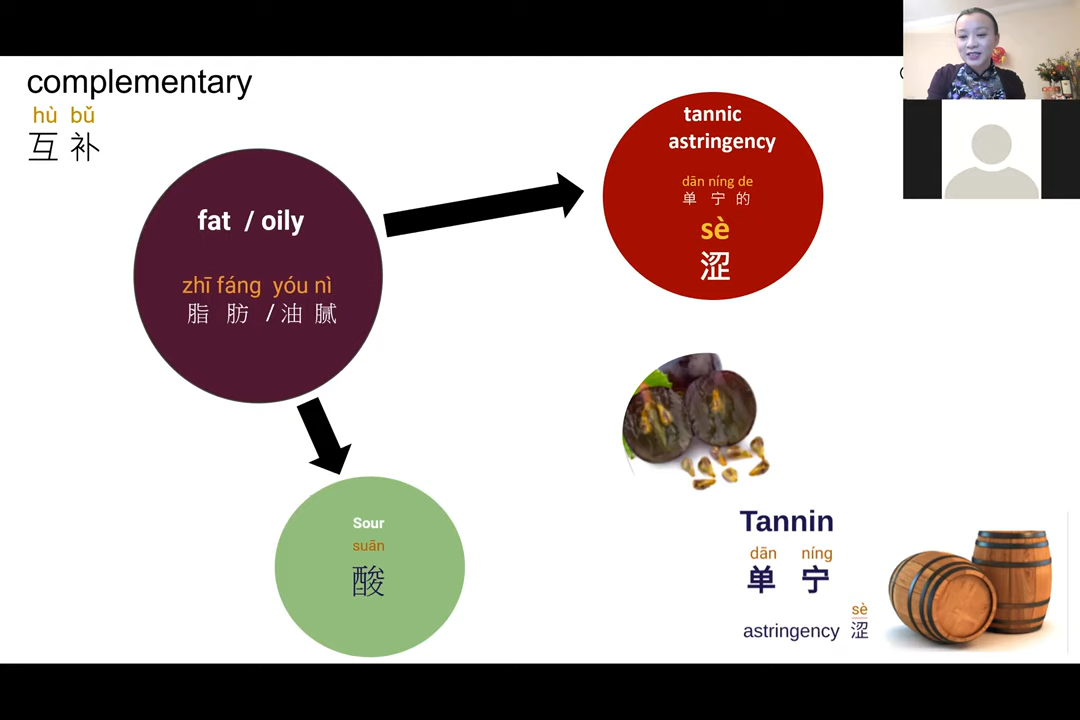 complementary
hù bǔ
互 补
fat / oily
zhī fáng yóu nì
脂 肪 / 油 腻
tannic
astringency
dān níng de
单 宁 的
sè
涩
Sour
suān
酸
Tannin
dān níng
单 宁
sè
astringency 涩